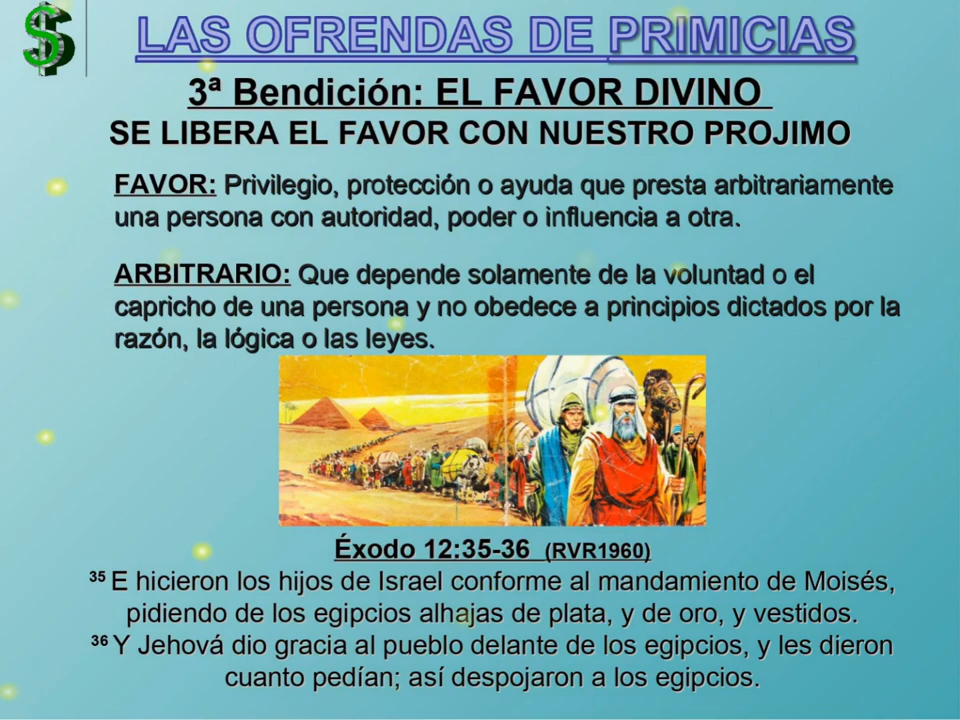 LAS OFRENDAS DE PRIMICIAS
3ª Bendición: EL FAVOR DIVINO
SE LIBERA EL FAVOR CON NUESTRO PROJIMO
FAVOR: Privilegio, protección o ayuda que presta arbitrariamente
una persona con autoridad, poder o influencia a otra.
ARBITRARIO: Que depende solamente de la voluntad o el
capricho de una persona y no obedece a principios dictados por la
razón, la lógica o las leyes.
Éxodo 12:35-36 (RVR1960)
35 E hicieron los hijos de Israel conforme al mandamiento de Moisés,
pidiendo de los egipcios alhajas de plata, y de oro, y vestidos.
36 Y Jehová dio gracia al pueblo delante de los egipcios, y les dieron
cuanto pedían; así despojaron a los egipcios.